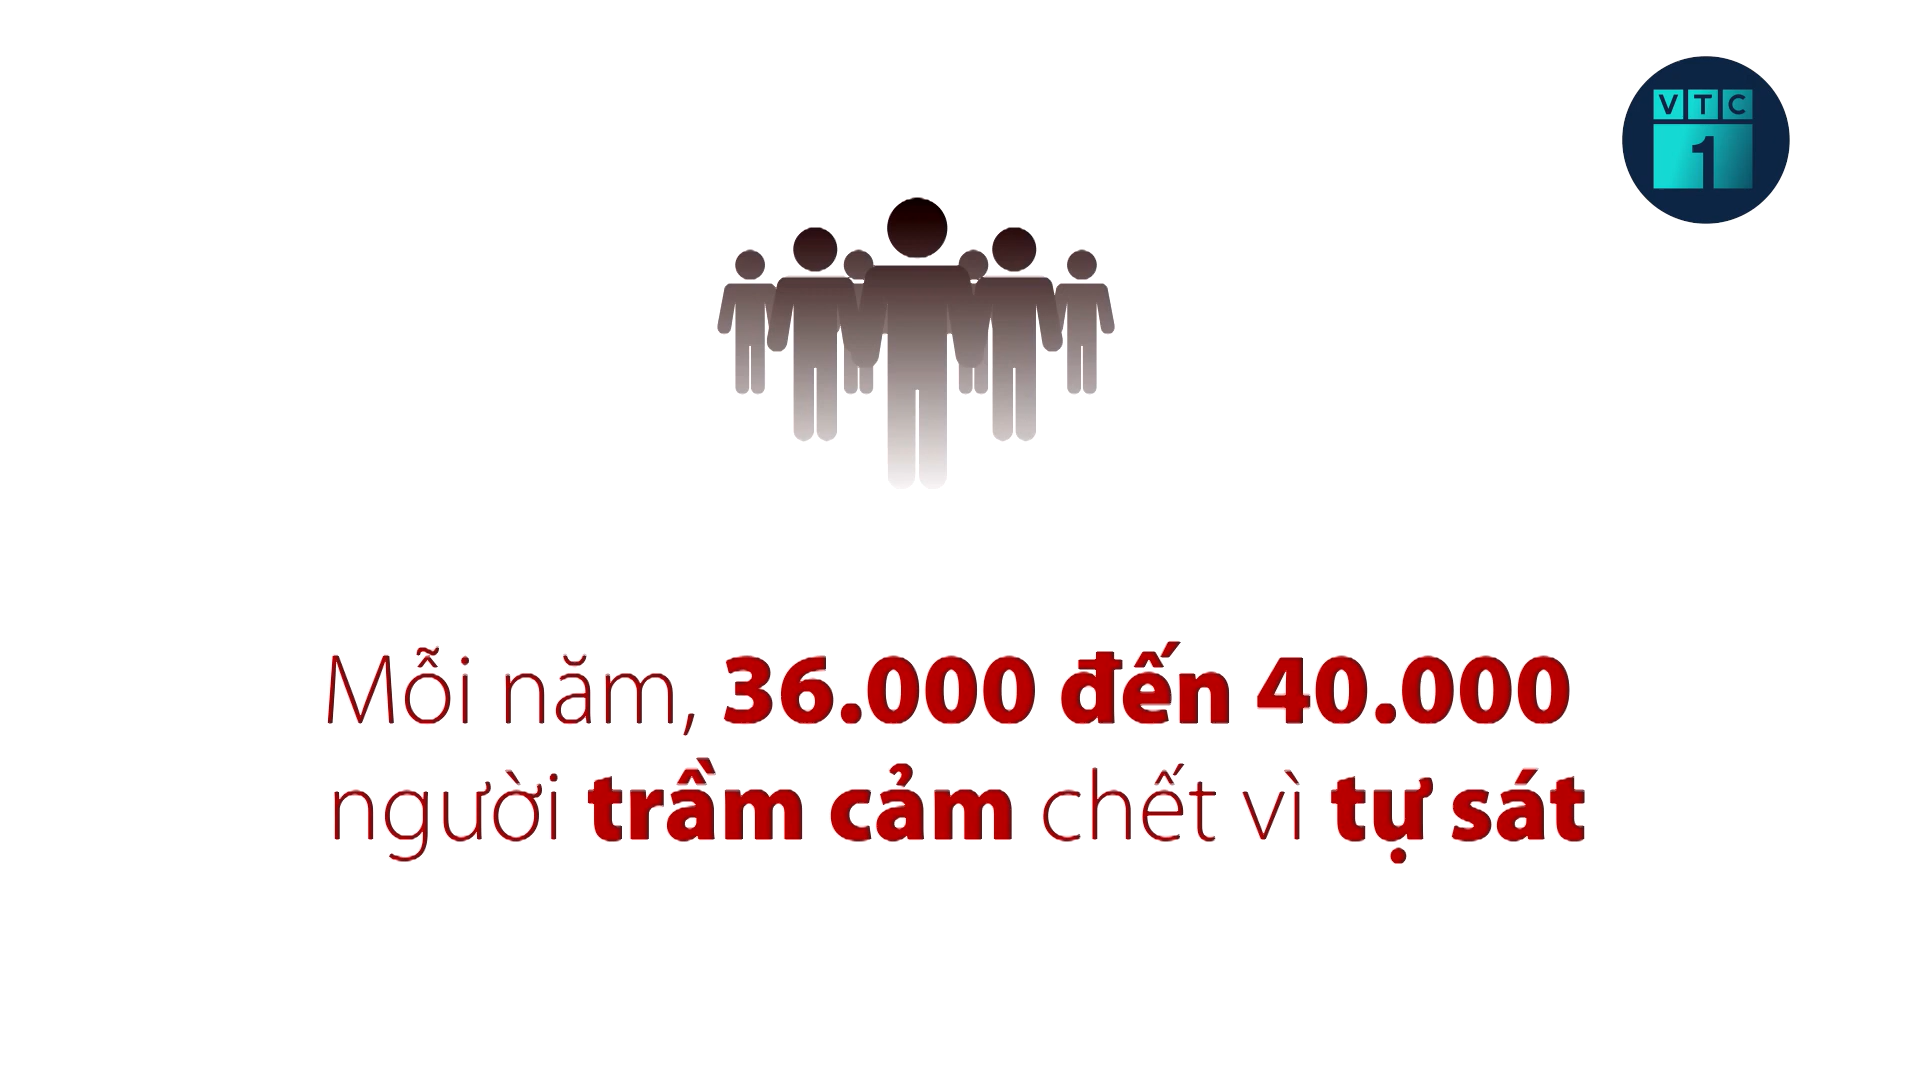 VTC
1
Mỗi năm, 36.000 đến 40.000
người trầm cảm chết vì tự sát